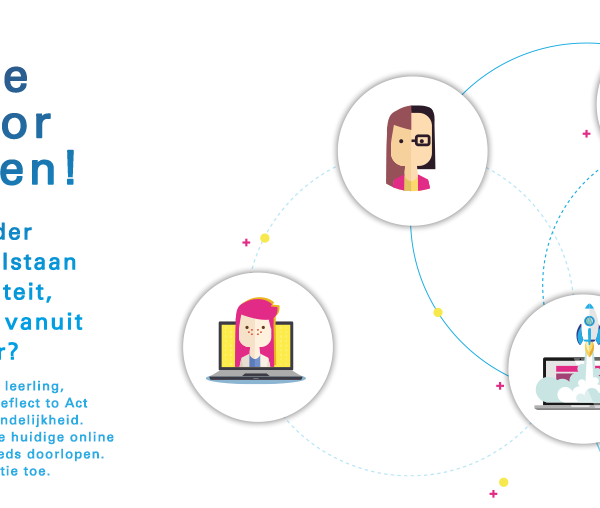 e
or
en!
der
lstaan
teit,
vanuit
r?
leerling,
eflect to Act
ndelijkheid.
e huidige online
eds doorlopen.
tie toe.